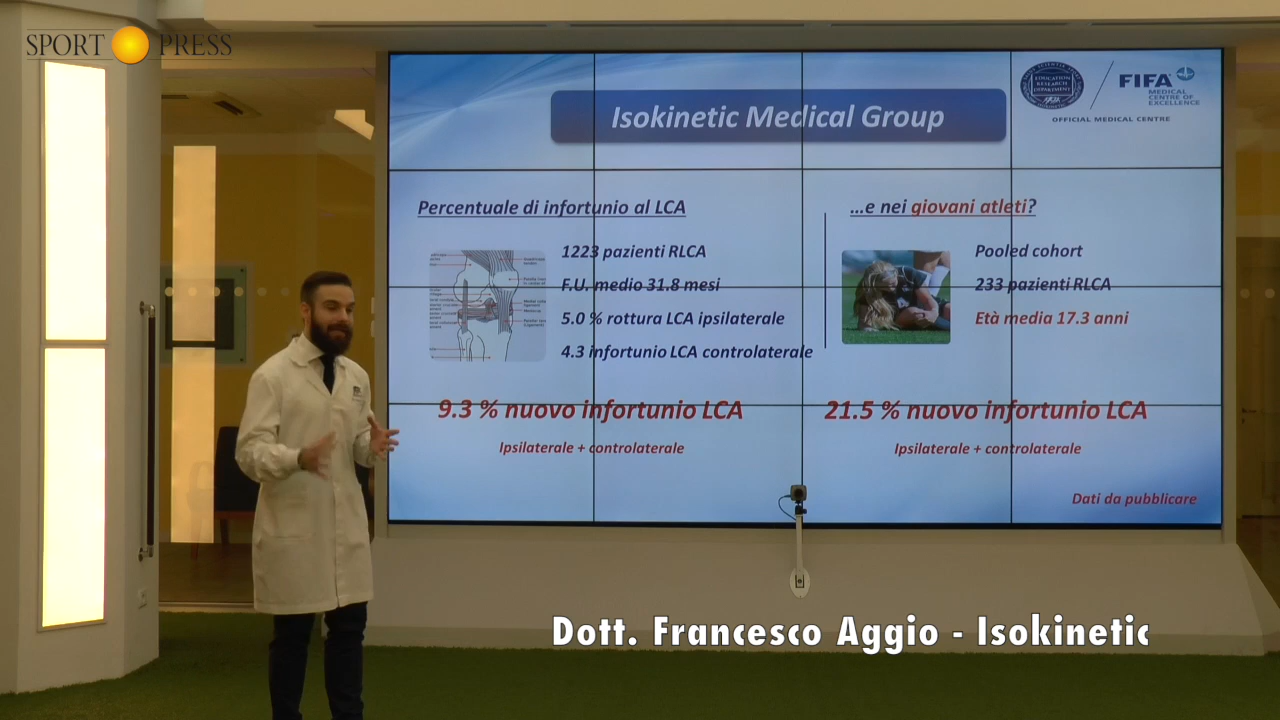 SPORT PRESS
Isokinetic Medical Group
EDUCATION
RESEARCH
DEPARTMENT
FIFA
MEDICAL
CENTRE OF
EXCELLENCE
OFFICIAL MEDICAL CENTRE
Percentuale di infortunio al LCA
1223 pazienti RLCA
F.U. medio 31.8 mesi
5.0 % rottura LCA ipsilaterale
4.3 infortunio LCA controlaterale
9.3 % nuovo infortunio LCA
Ipsilaterale + controlaterale
...e nei giovani atleti?
Pooled cohort
233 pazienti RLCA
Età media 17.3 anni
21.5 % nuovo infortunio LCA
Ipsilaterale + controlaterale
Dati da pubblicare
Dott. Francesco Aggio - Isokinetic